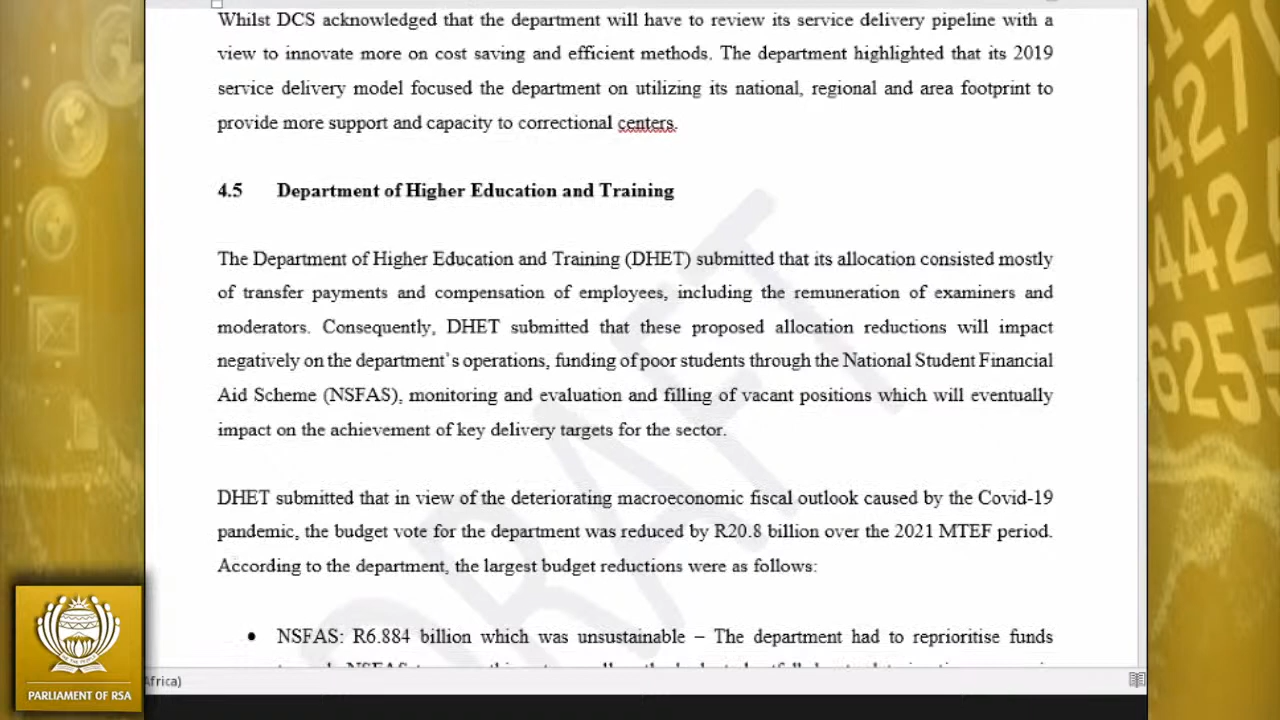 Whilst DCS acknowledged that the department will have to review its service delivery pipeline with a
view to innovate more on cost saving and efficient methods. The department highlighted that its 2019
service delivery model focused the department on utilizing its national, regional and area footprint to
provide more support and capacity to correctional centers.
4.5 Department of Higher Education and Training
The Department of Higher Education and Training (DHET) submitted that its allocation consisted mostly
of transfer payments and compensation of employees, including the remuneration of examiners and
moderators. Consequently, DHET submitted that these proposed allocation reductions will impact
negatively on the department's operations, funding of poor students through the National Student Financial
Aid Scheme (NSFAS), monitoring and evaluation and filling of vacant positions which will eventually
impact on the achievement of key delivery targets for the sector.
DHET submitted that in view of the deteriorating macroeconomic fiscal outlook caused by the Covid-19
pandemic, the budget vote for the department was reduced by R20.8 billion over the 2021 MTEF period.
According to the department, the largest budget reductions were as follows:
• NSFAS: R6.884 billion which was unsustainable – The department had to reprioritise funds
DRAFT
Africa)
PARLIAMENT OF RSA
427
442
6255